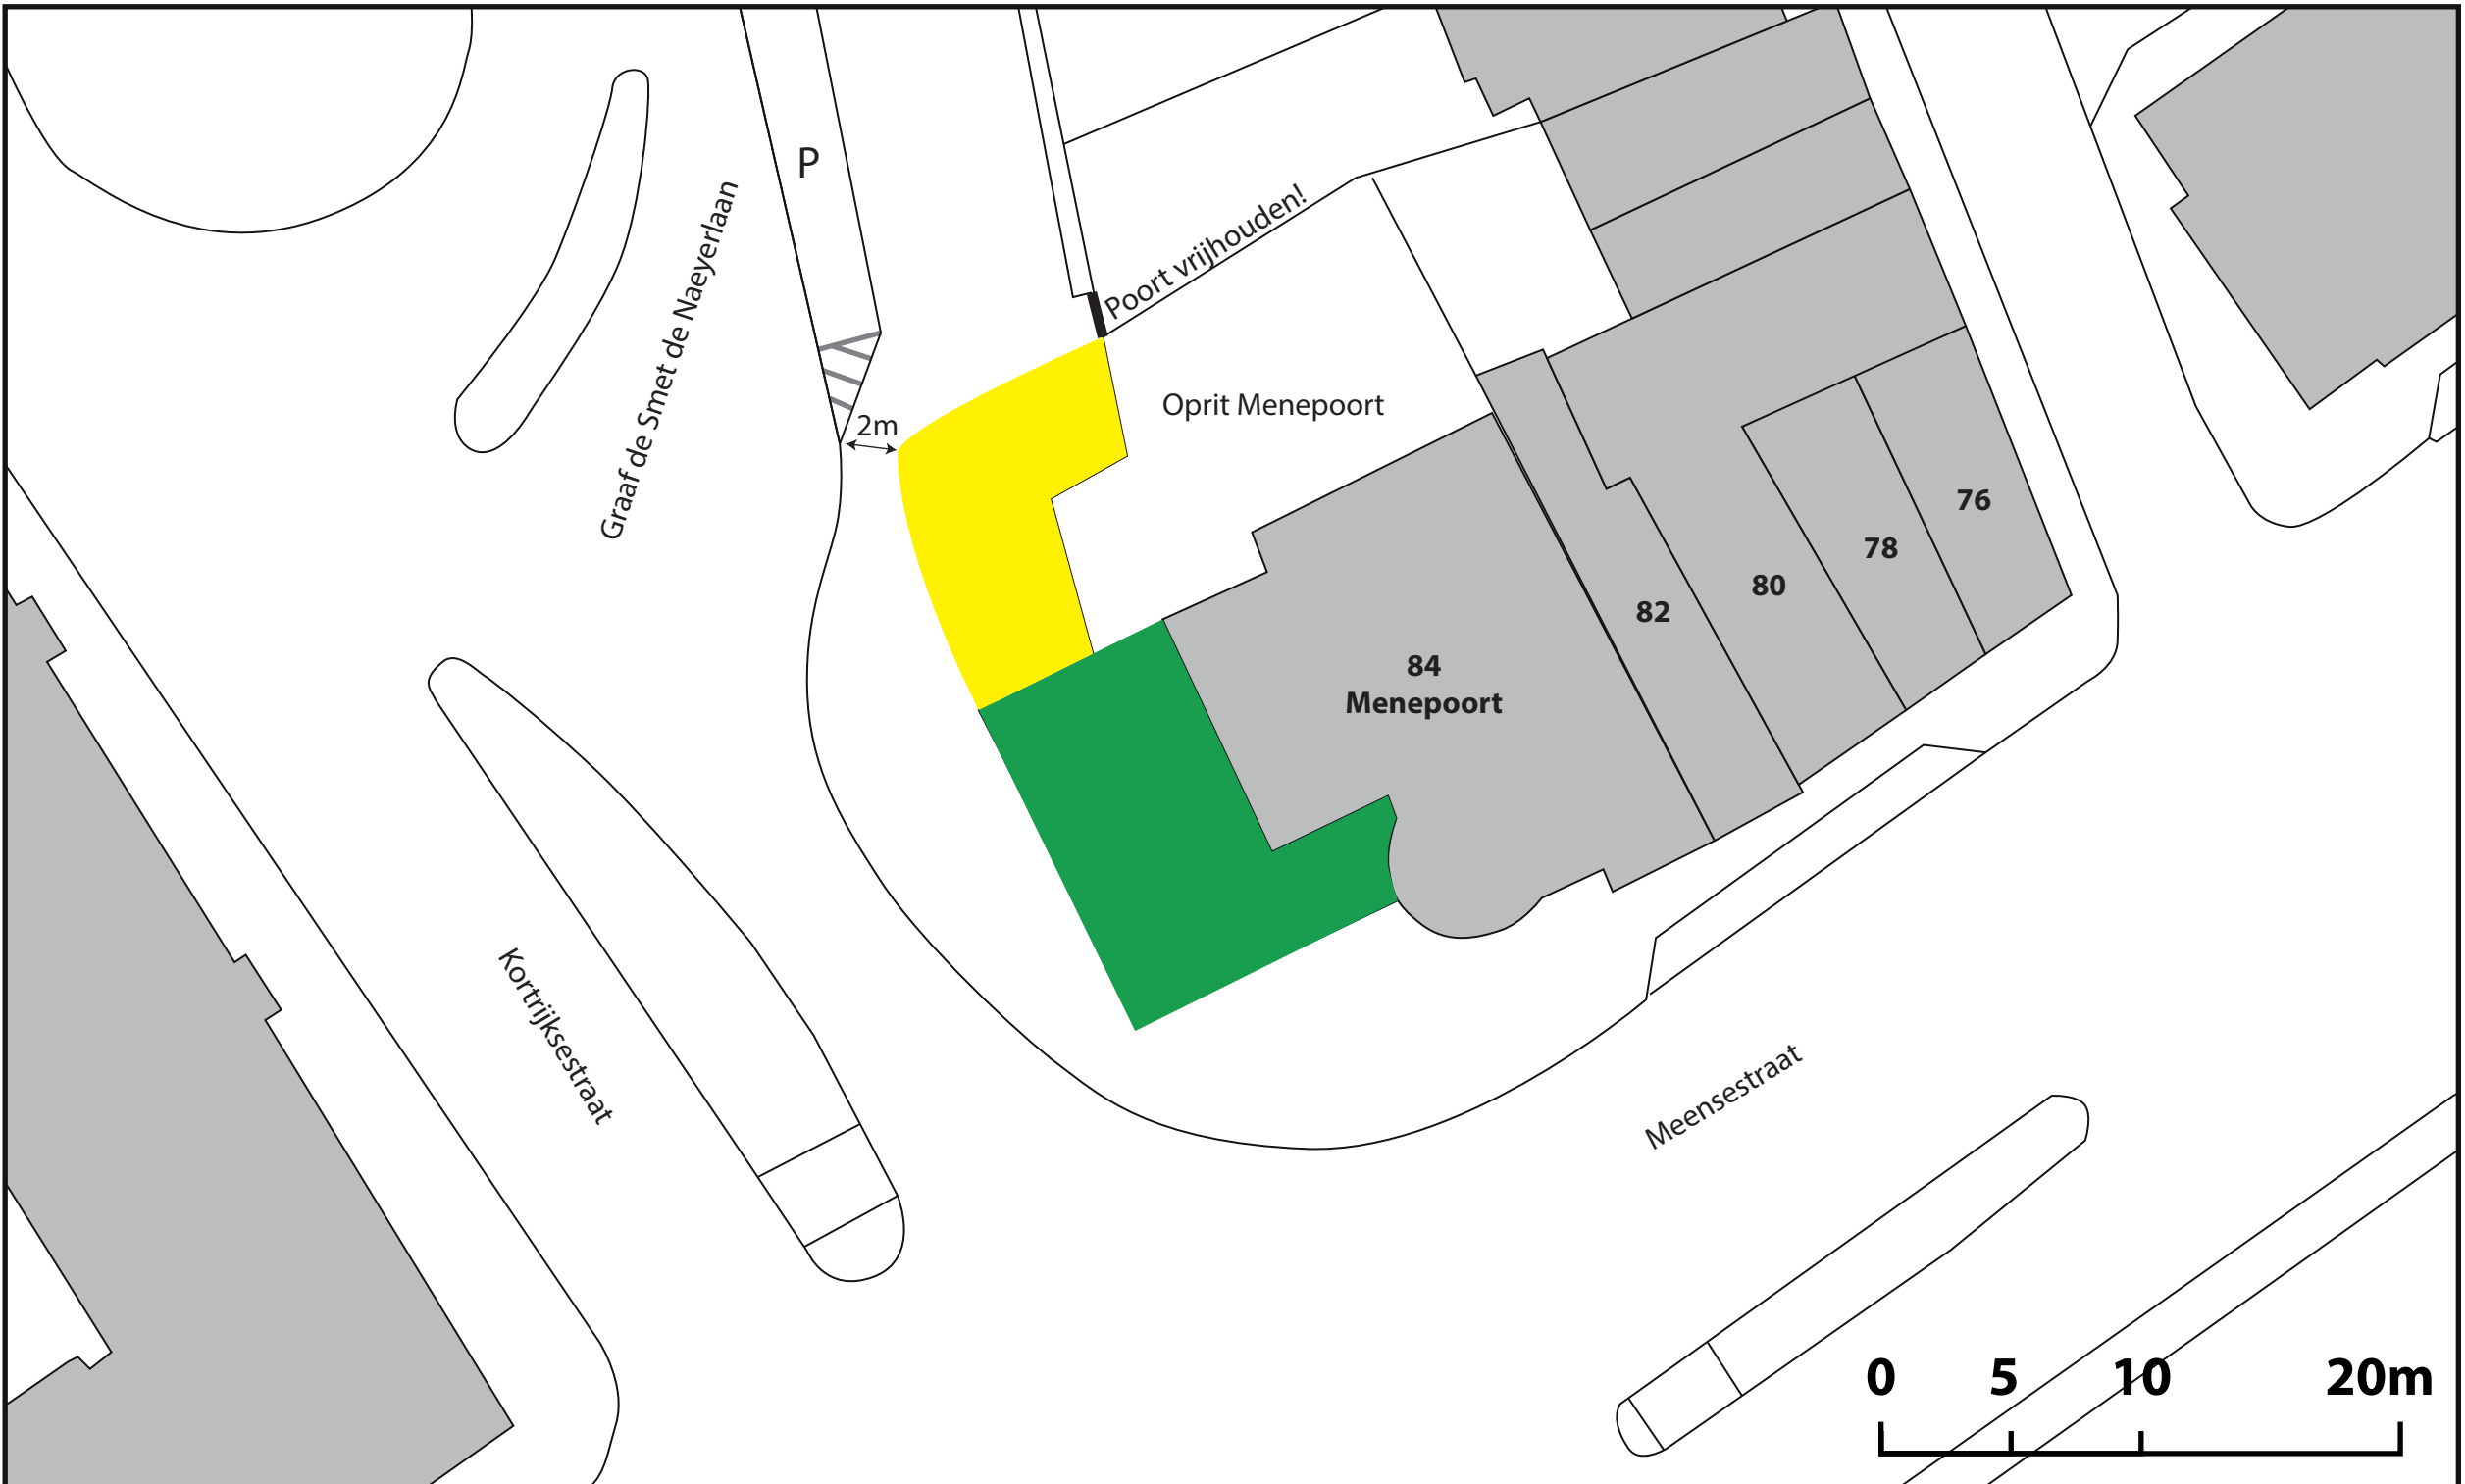 P
Graaf de Smet de Naeyerlaan
Poort vrijhouden!
2m
Oprit Menepoort
76
78
80
82
84
Menepoort
Kortrijksestraat
Meensestraat
0 5 10 20m